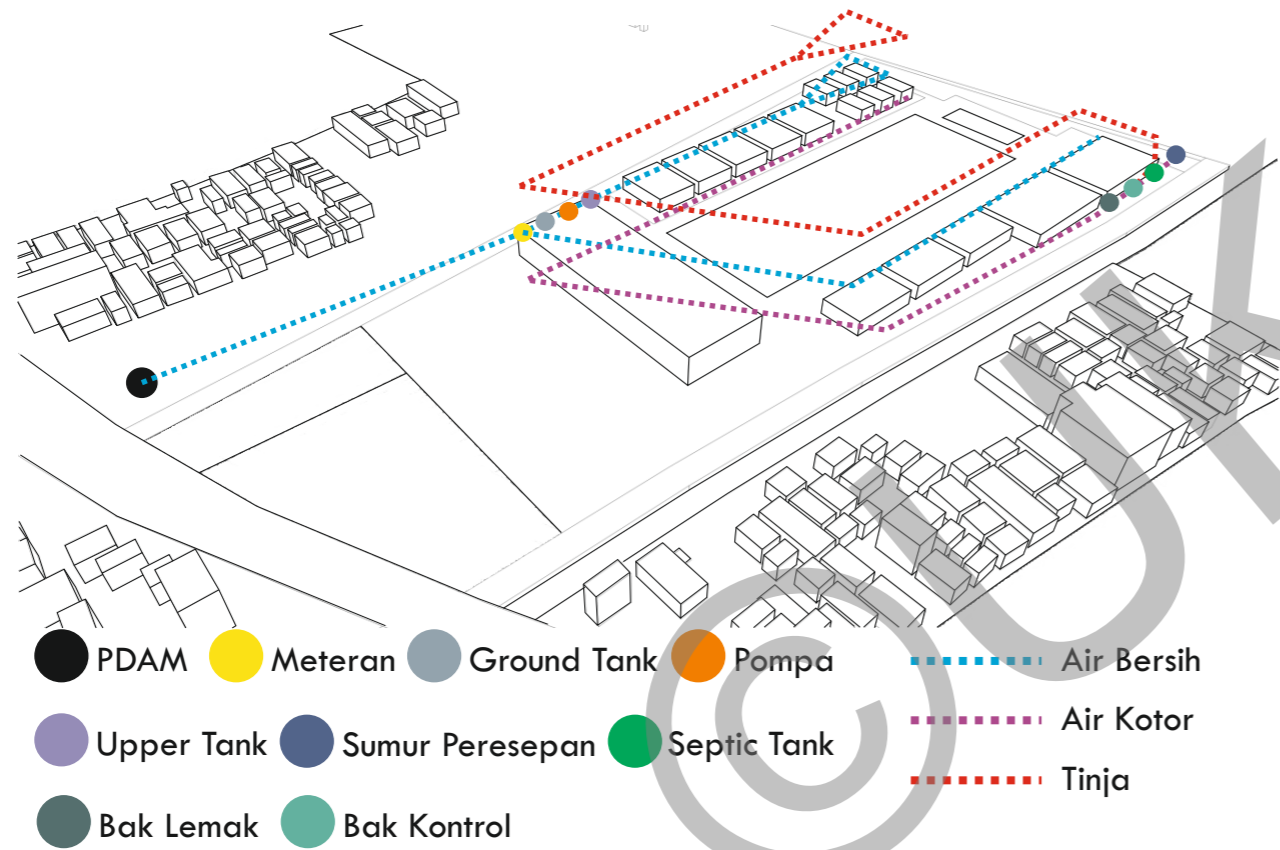 PDAM Meteran Ground Tank Pompa Air Bersih
Air Kotor
Upper Tank Sumur Peresepan Septic Tank
Tinja
Bak Lemak Bak Kontrol
©UK